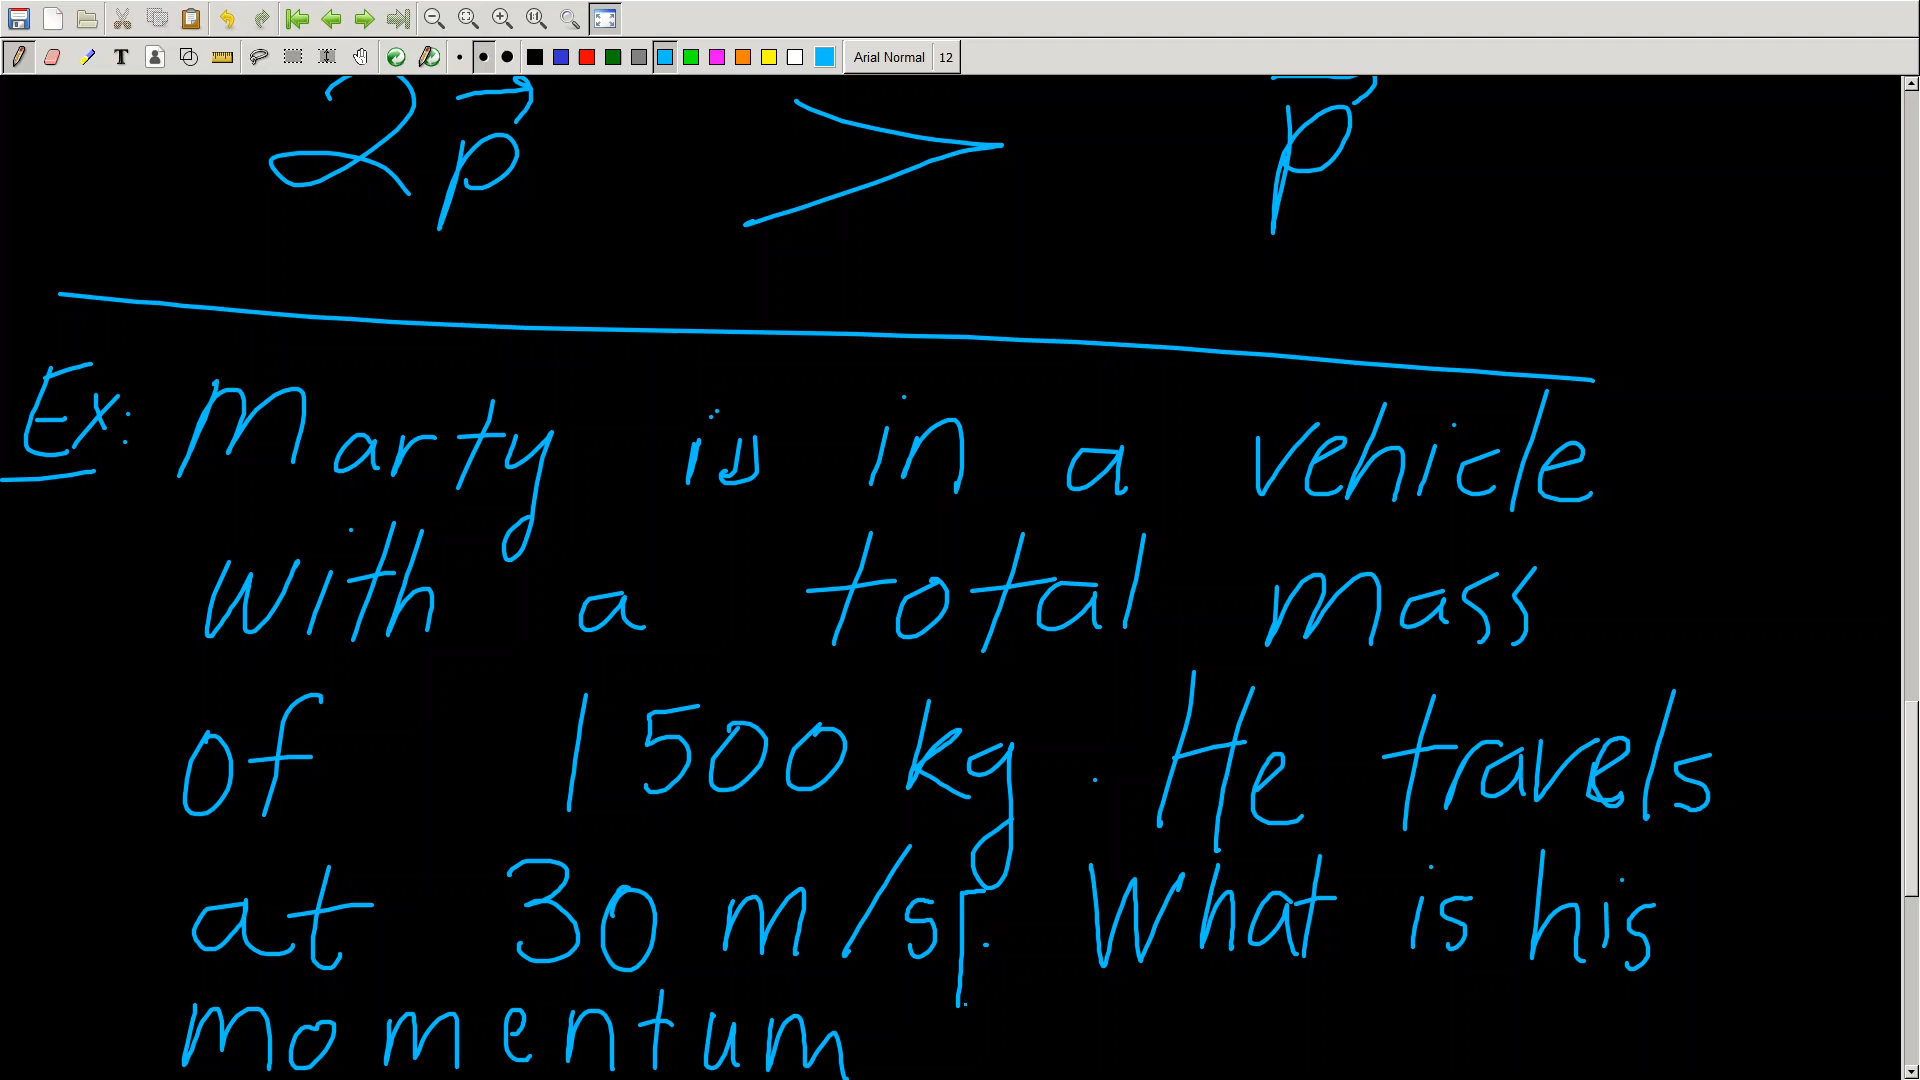 T Arial Normal 12
2p⃗ > p⃗
Ex: Marty is in a vehicle
with a total mass
of 1500 kg. He travels
at 30 m/s. What is his
momentum